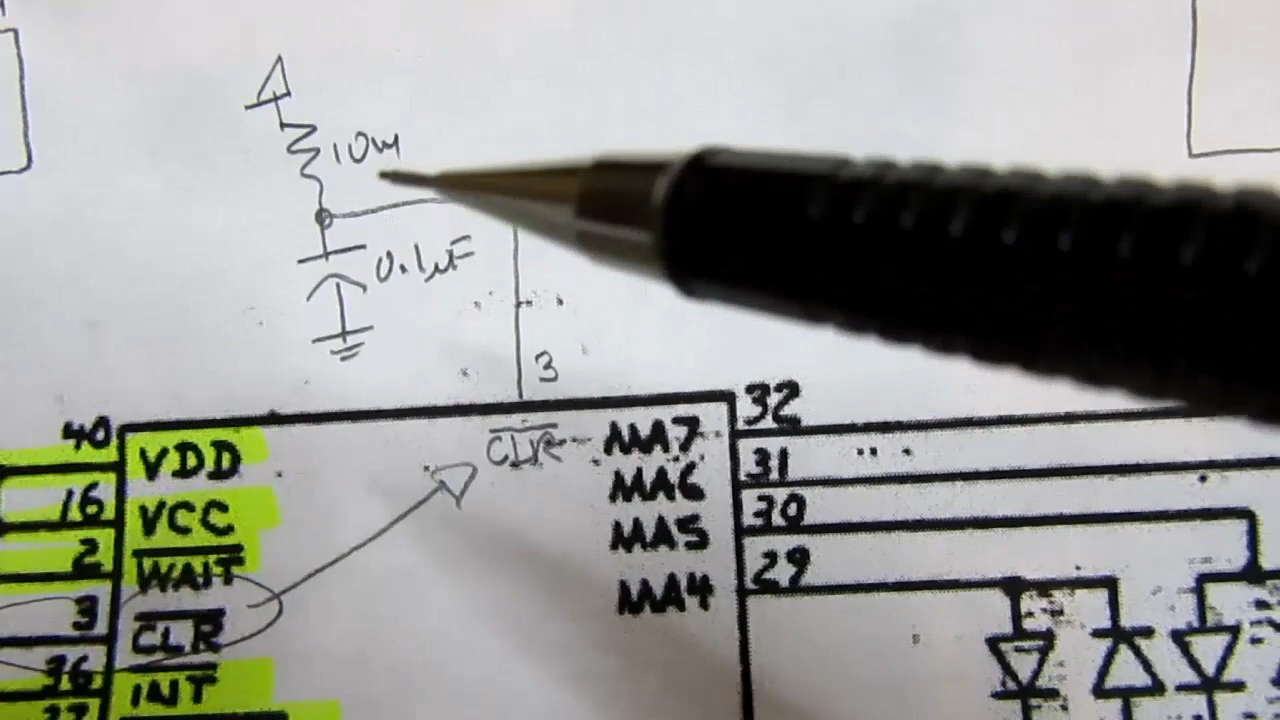 10M
0.1uF
3
CLR
40 VDD
16 VCC
2 WAIT
3 CLR
36 INT
MA7 32
MA6 31
MA5 30
MA4 29